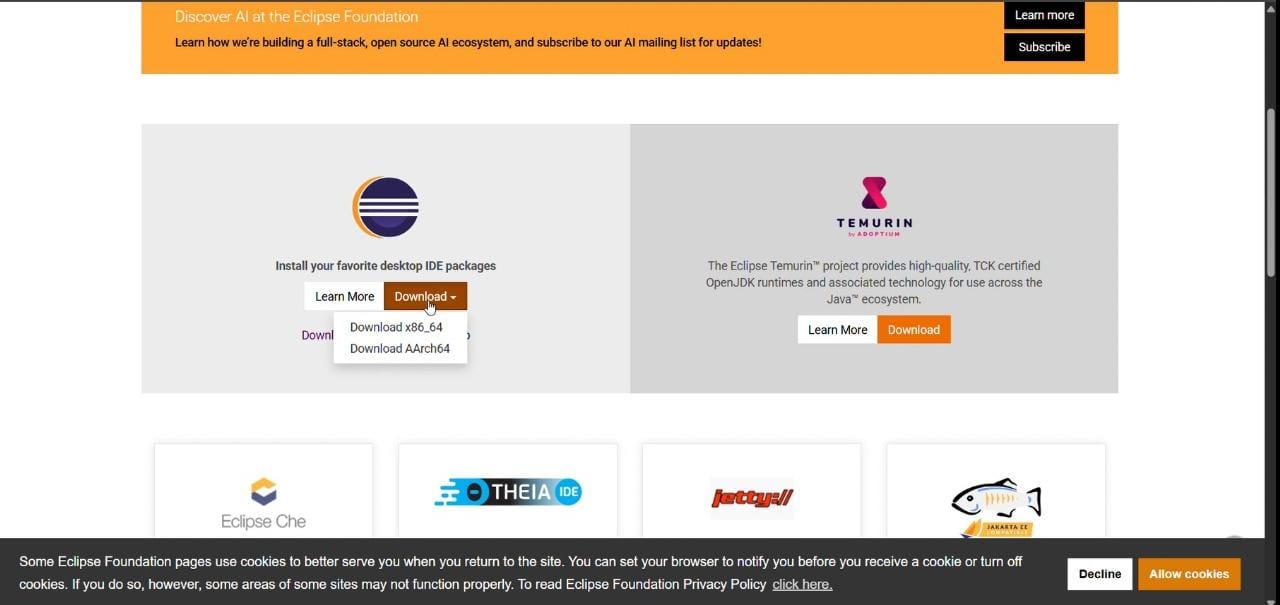 Discover AI at the Eclipse Foundation
Learn how we're building a full-stack, open source AI ecosystem, and subscribe to our AI mailing list for updates!
Learn more
Subscribe
Install your favorite desktop IDE packages
Learn More
Download
Download x86_64
Download AArch64
TEMURIN
by ADOPTIUM
The Eclipse Temurin™ project provides high-quality, TCK certified
OpenJDK runtimes and associated technology for use across the
Java™ ecosystem.
Learn More
Download
Eclipse Che
THEIA IDE
jetty://
JAKARTA EE
COMPATIBLE
Some Eclipse Foundation pages use cookies to better serve you when you return to the site. You can set your browser to notify you before you receive a cookie or turn off
cookies. If you do so, however, some areas of some sites may not function properly. To read Eclipse Foundation Privacy Policy click here.
Decline
Allow cookies